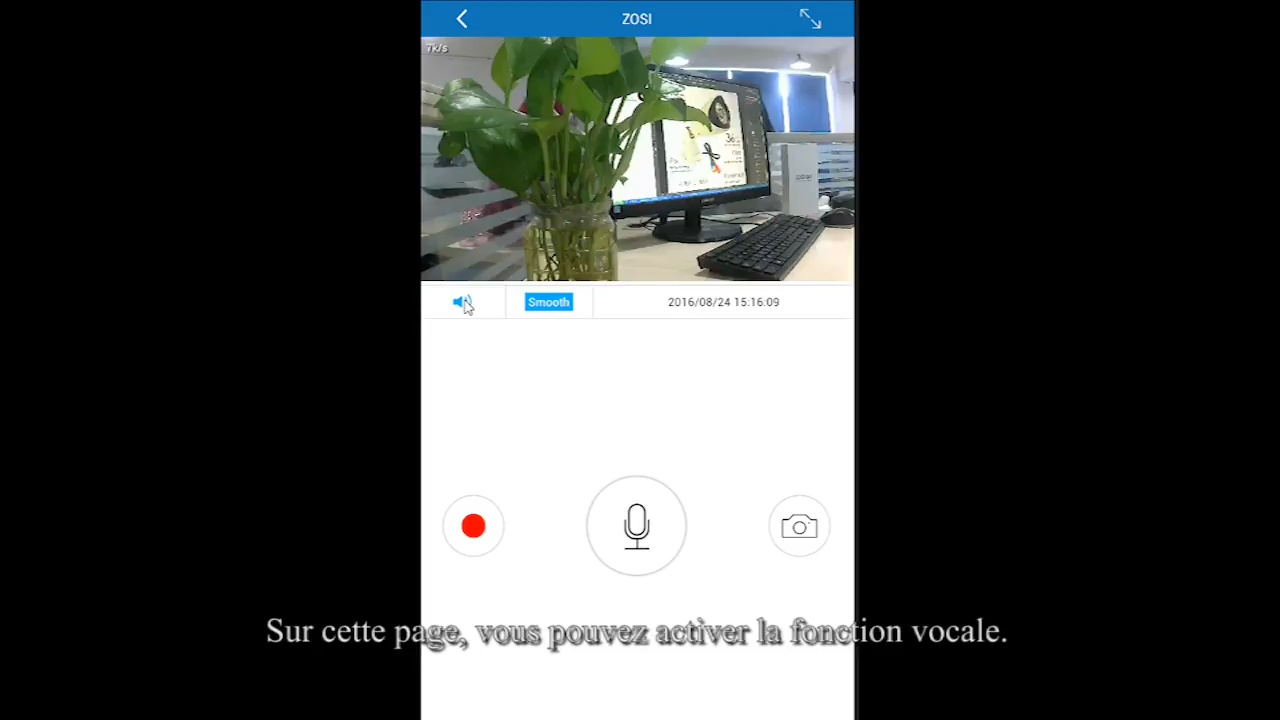 ZOSI
7k/s
Smooth
2016/08/24 15:16:09
Sur cette page, vous pouvez activer la fonction vocale.